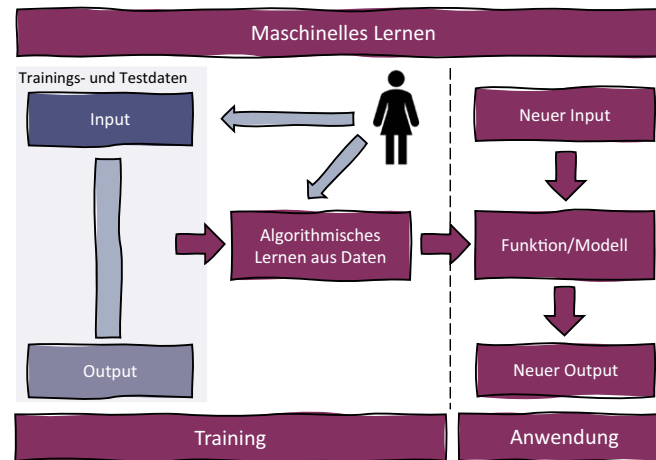 Maschinelles Lernen
Trainings- und Testdaten
Input
Neuer Input
Algorithmisches
Lernen aus Daten
Funktion/Modell
Output
Neuer Output
Training
Anwendung